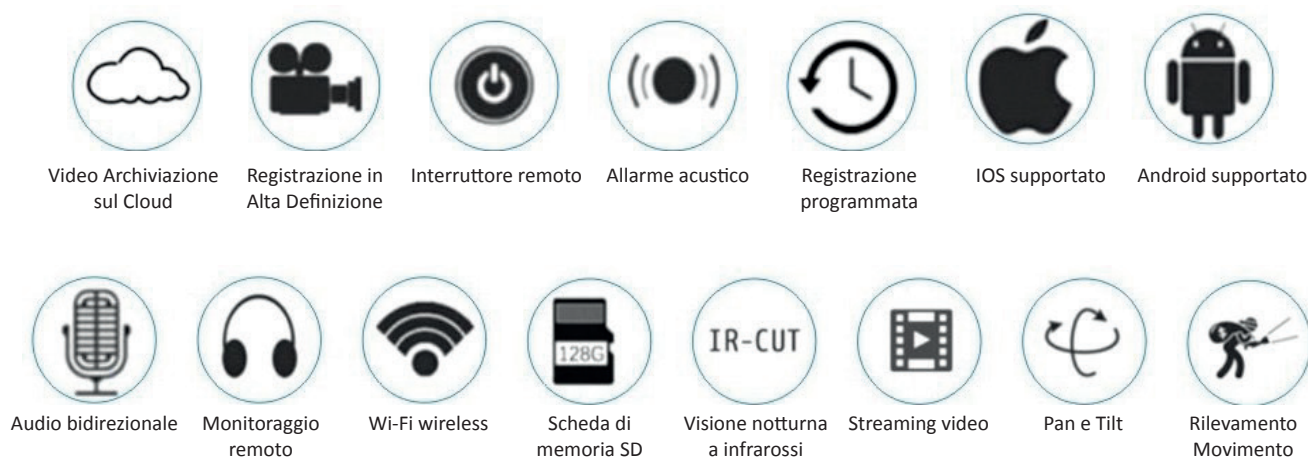 Video Archiviazione
sul Cloud
Registrazione in
Alta Definizione
Interruttore remoto
Allarme acustico
Registrazione
programmata
IOS supportato
Android supportato
128G
IR-CUT
Audio bidirezionale
Monitoraggio
remoto
Wi-Fi wireless
Scheda di
memoria SD
Visione notturna
a infrarossi
Streaming video
Pan e Tilt
Rilevamento
Movimento